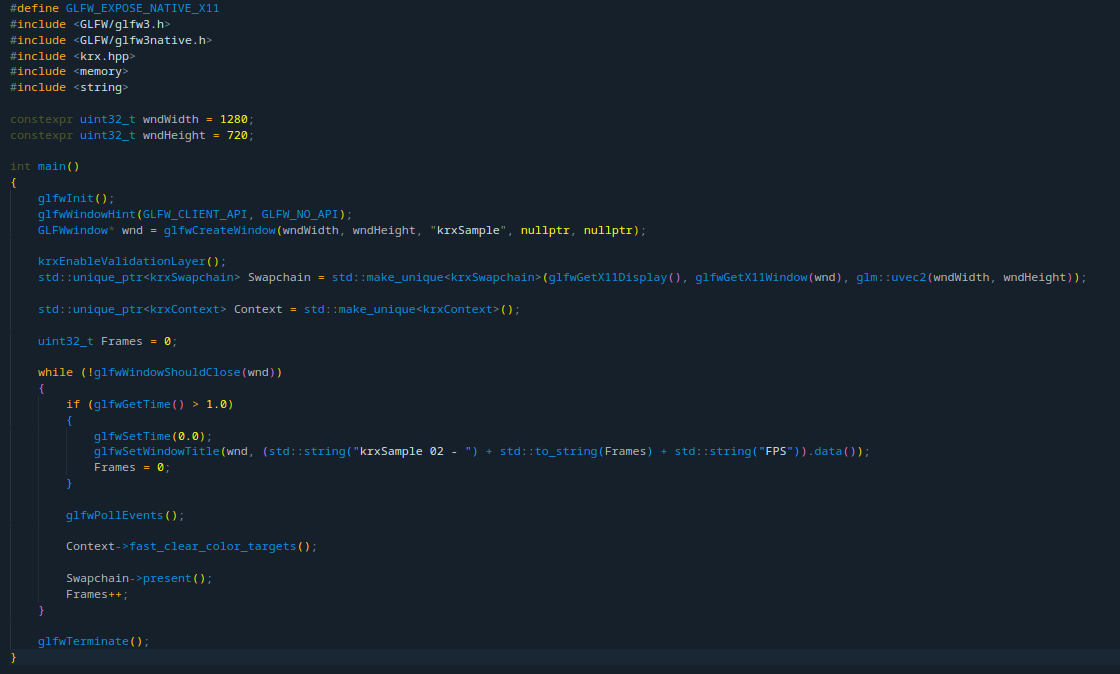 #define GLFW_EXPOSE_NATIVE_X11
#include <GLFW/glfw3.h>
#include <GLFW/glfw3native.h>
#include <krx.hpp>
#include <memory>
#include <string>
constexpr uint32_t wndWidth = 1280;
constexpr uint32_t wndHeight = 720;
int main()
{
glfwInit();
glfwWindowHint(GLFW_CLIENT_API, GLFW_NO_API);
GLFWwindow* wnd = glfwCreateWindow(wndWidth, wndHeight, "krxSample", nullptr, nullptr);
krxEnableValidationLayer();
std::unique_ptr<krxSwapchain> Swapchain = std::make_unique<krxSwapchain>(glfwGetX11Display(), glfwGetX11Window(wnd), glm::uvec2(wndWidth, wndHeight));
std::unique_ptr<krxContext> Context = std::make_unique<krxContext>();
uint32_t Frames = 0;
while (!glfwWindowShouldClose(wnd))
{
if (glfwGetTime() > 1.0)
{
glfwSetTime(0.0);
glfwSetWindowTitle(wnd, (std::string("krxSample 02 - ") + std::to_string(Frames) + std::string("FPS")).data());
Frames = 0;
}
glfwPollEvents();
Context->fast_clear_color_targets();
Swapchain->present();
Frames++;
}
glfwTerminate();
}